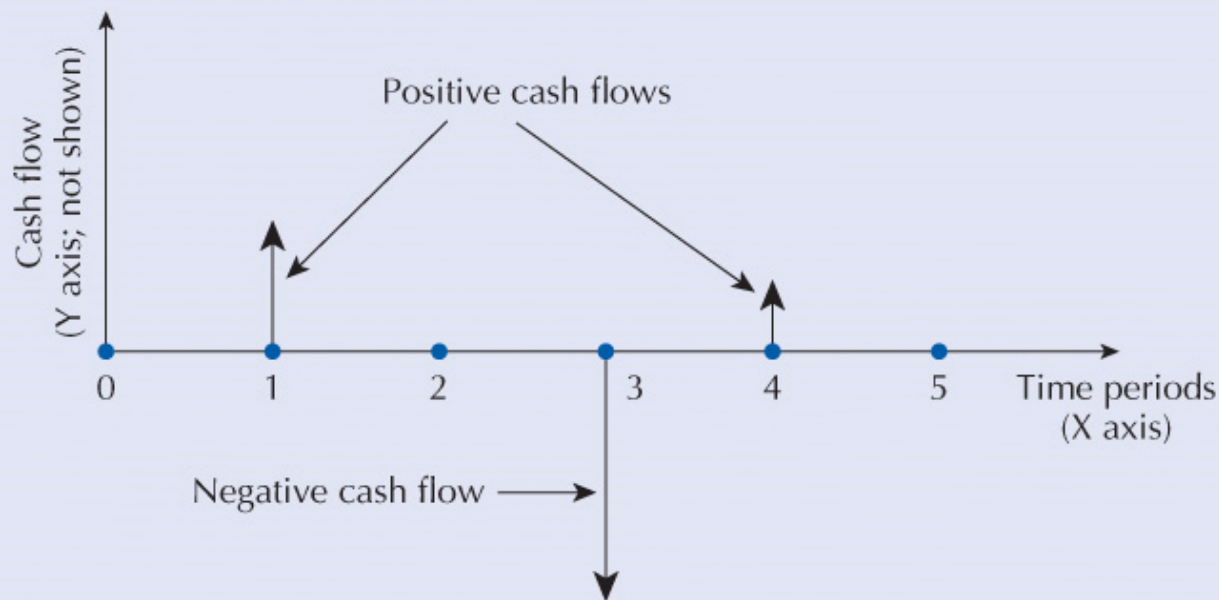 Cash flow
(Y axis; not shown)
Positive cash flows
0
1
2
3
4
5
Time periods
(X axis)
Negative cash flow